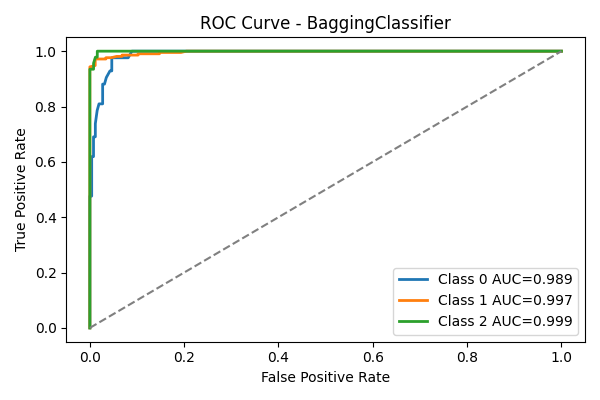 ROC Curve - BaggingClassifier
True Positive Rate
1.0
0.8
0.6
0.4
0.2
0.0
0.0 0.2 0.4 0.6 0.8 1.0
False Positive Rate
Class 0 AUC=0.989
Class 1 AUC=0.997
Class 2 AUC=0.999